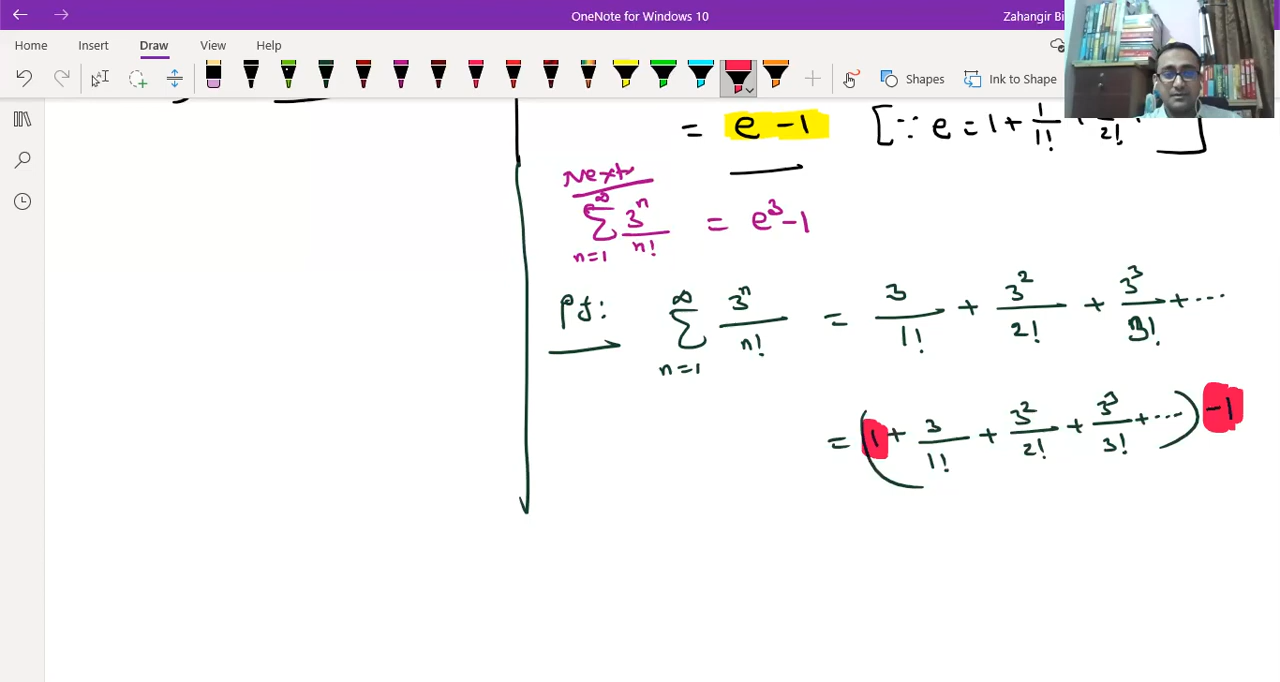 OneNote for Windows 10
Zahangir Bi
Home Insert Draw View Help
Shapes Ink to Shape
= e - 1 [∵ e = 1 + 1/1! + 1/2! ]
Next
∞∑n=1 3^n/n! = e^3 - 1
Pf: ∞∑n=1 3^n/n! = 3/1! + 3^2/2! + 3^3/3! + ...
= (1 + 3/1! + 3^2/2! + 3^3/3! + ...) - 1